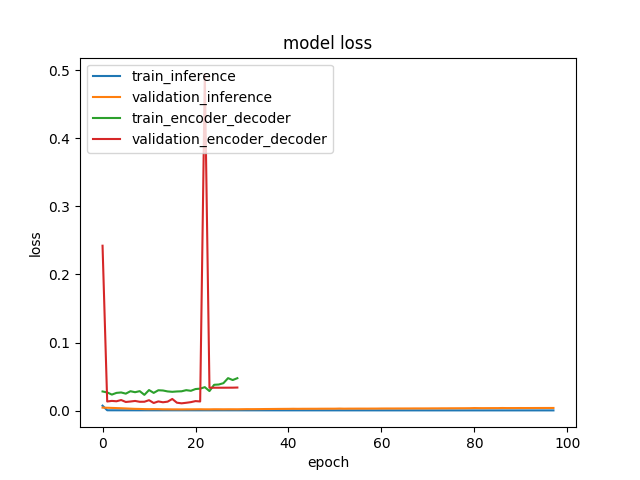 model loss
train_inference
validation_inference
train_encoder_decoder
validation_encoder_decoder
loss
0.5
0.4
0.3
0.2
0.1
0.0
0 20 40 60 80 100
epoch